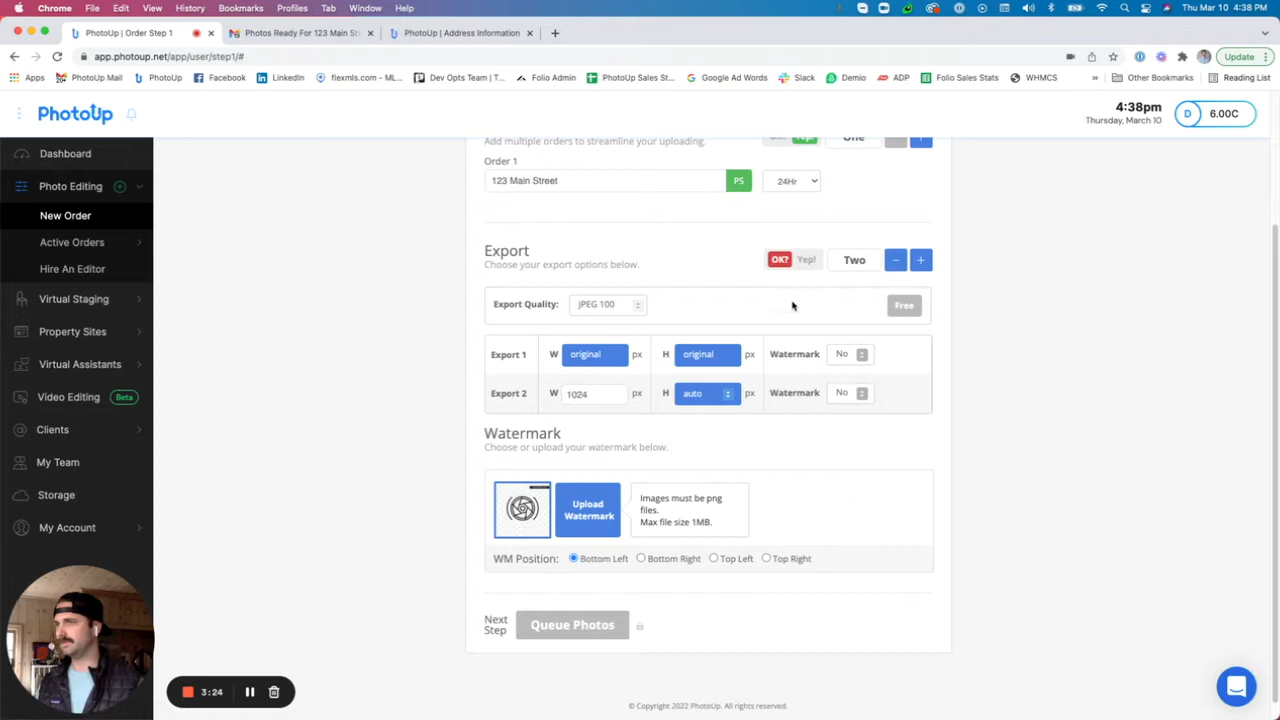 Chrome File Edit View History Bookmarks Profiles Tab Window Help Thu Mar 10 4:38 PM
PhotoUp | Order Step 1 Photos Ready For 123 Main St PhotoUp | Address Information
app.photoup.net/app/user/step1/# Update
Apps PhotoUp Mail PhotoUp Facebook LinkedIn flexmls.com - ML... Dev Opts Team | T... Folio Admin PhotoUp Sales St... Google Ad Words Slack Demio ADP Folio Sales Stats WHMCS » Other Bookmarks Reading List
PhotoUp
4:38pm
Thursday, March 10
D 6.00C
Dashboard
Photo Editing
New Order
Active Orders
Hire An Editor
Virtual Staging
Property Sites
Virtual Assistants
Video Editing Beta
Clients
My Team
Storage
My Account
3:24
Add multiple orders to streamline your uploading. One
Order 1
123 Main Street PS 24Hr
Export
Choose your export options below.
OK? Yep! Two − +
Export Quality: JPEG 100 Free
Export 1 W original px H original px Watermark No
Export 2 W 1024 px H auto px Watermark No
Watermark
Choose or upload your watermark below.
Upload
Watermark
Images must be png
files.
Max file size 1MB.
WM Position: Bottom Left Bottom Right Top Left Top Right
Next
Step
Queue Photos
© Copyright 2022 PhotoUp. All rights reserved.